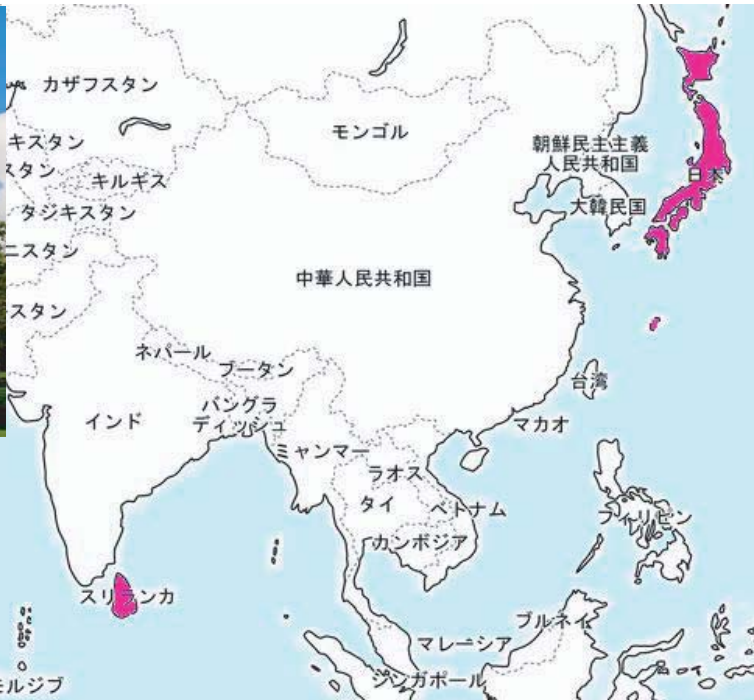 カザフスタン
モンゴル
キスタン
スタン
キルギス
タジキスタン
ニスタン
スタン
朝鮮民主主義
人民共和国
大韓民国
日本
中華人民共和国
ネパール
ブータン
バングラ
ディッシュ
インド
ミャンマー
台湾
マカオ
ラオス
タイ
ベトナム
カンボジア
フィリピン
スリランカ
ブルネイ
マレーシア
シンガポール
モルジブ